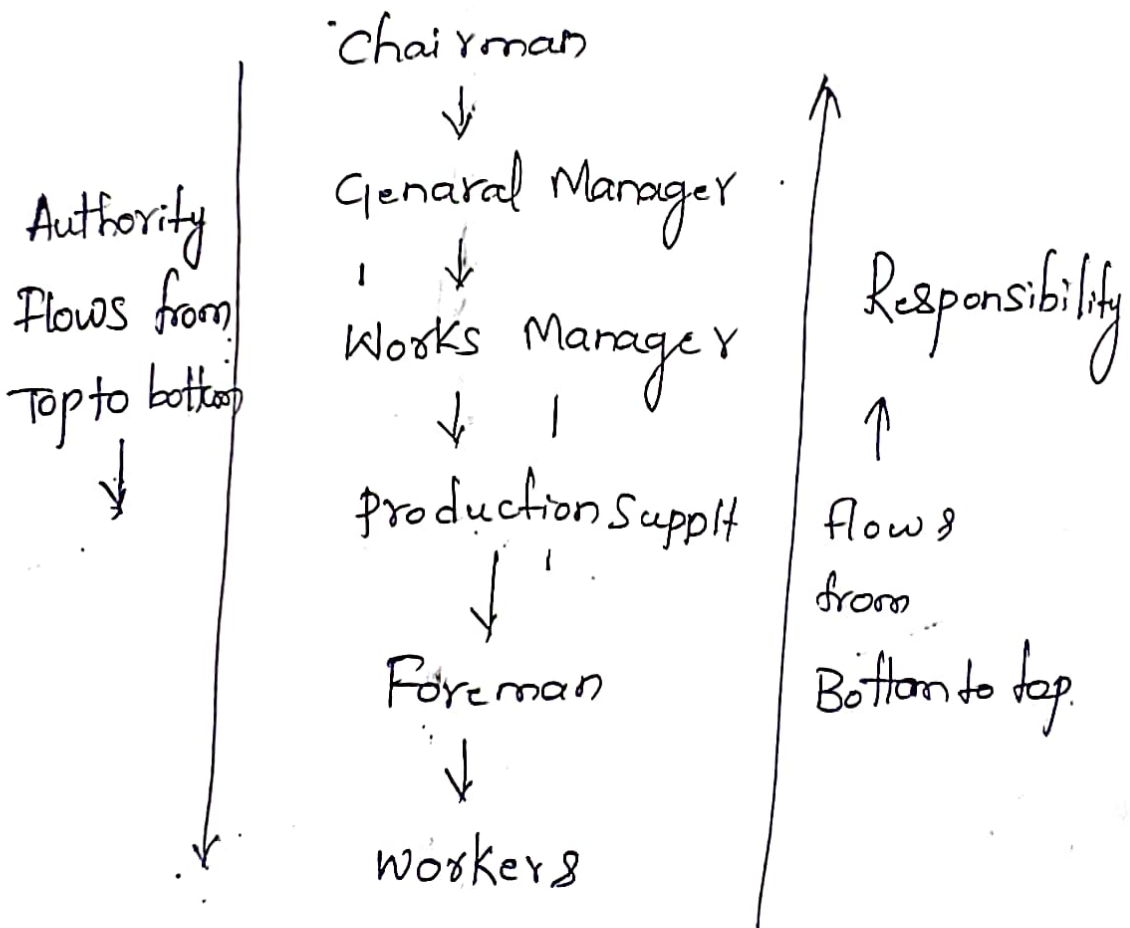 Chairman
Genaral Manager
Works Manager
Production Supplt
Foreman
Workers
Authority
Flows from
Top to bottom
Responsibility
flows
from
Bottom to top.